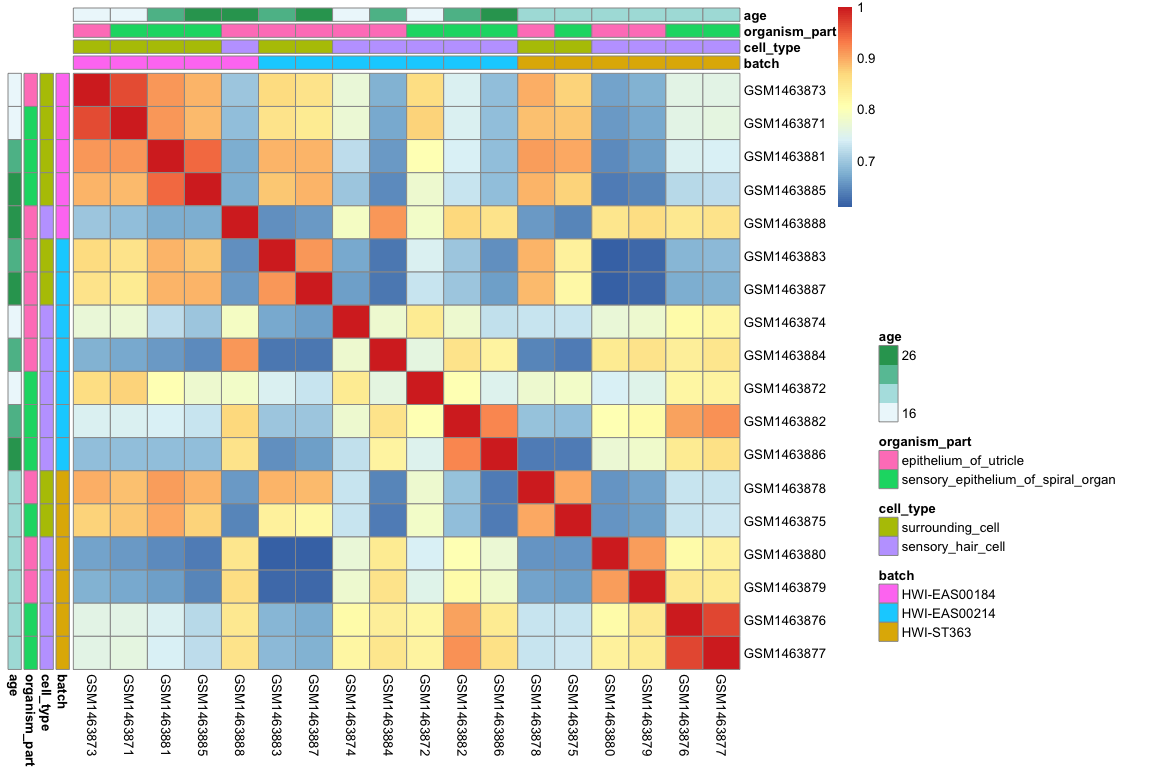 age
organism_part
cell_type
batch
1
0.9
0.8
0.7
GSM1463873
GSM1463871
GSM1463881
GSM1463885
GSM1463888
GSM1463883
GSM1463887
GSM1463874
GSM1463884
GSM1463872
GSM1463882
GSM1463886
GSM1463878
GSM1463875
GSM1463880
GSM1463879
GSM1463876
GSM1463877
age
organism_part
cell_type
batch
GSM1463873
GSM1463871
GSM1463881
GSM1463885
GSM1463888
GSM1463883
GSM1463887
GSM1463874
GSM1463884
GSM1463872
GSM1463882
GSM1463886
GSM1463878
GSM1463875
GSM1463880
GSM1463879
GSM1463876
GSM1463877
age
26
16
organism_part
epithelium_of_utricle
sensory_epithelium_of_spiral_organ
cell_type
surrounding_cell
sensory_hair_cell
batch
HWI-EAS00184
HWI-EAS00214
HWI-ST363